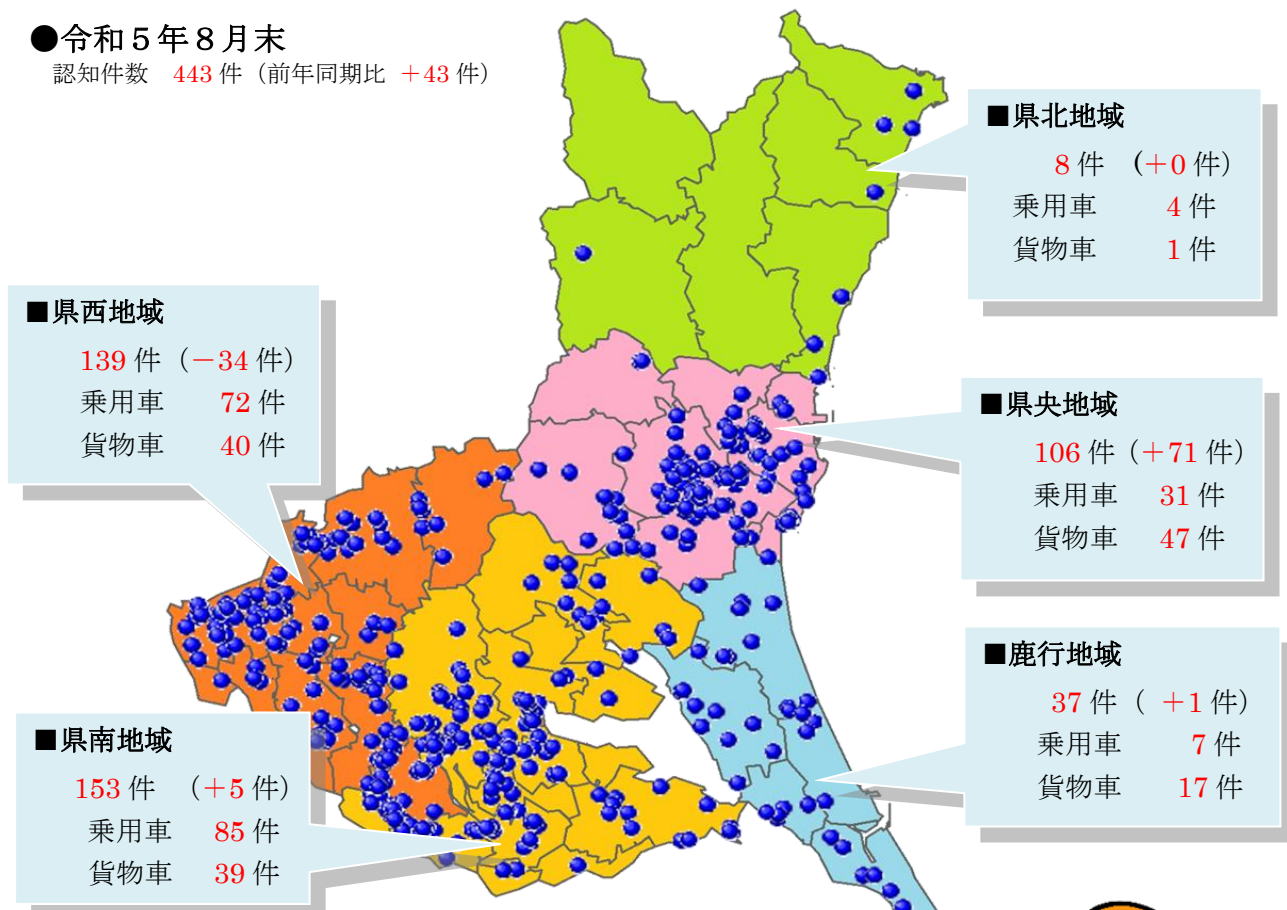 ●令和５年８月末
認知件数 443 件（前年同期比 ＋43 件）
■県北地域
8 件 （＋0 件）
乗用車 4 件
貨物車 1 件
■県西地域
139 件（－34 件）
乗用車 72 件
貨物車 40 件
■県央地域
106 件（＋71 件）
乗用車 31 件
貨物車 47 件
■鹿行地域
37 件（ ＋1 件）
乗用車 7 件
貨物車 17 件
■県南地域
153 件 （＋5 件）
乗用車 85 件
貨物車 39 件